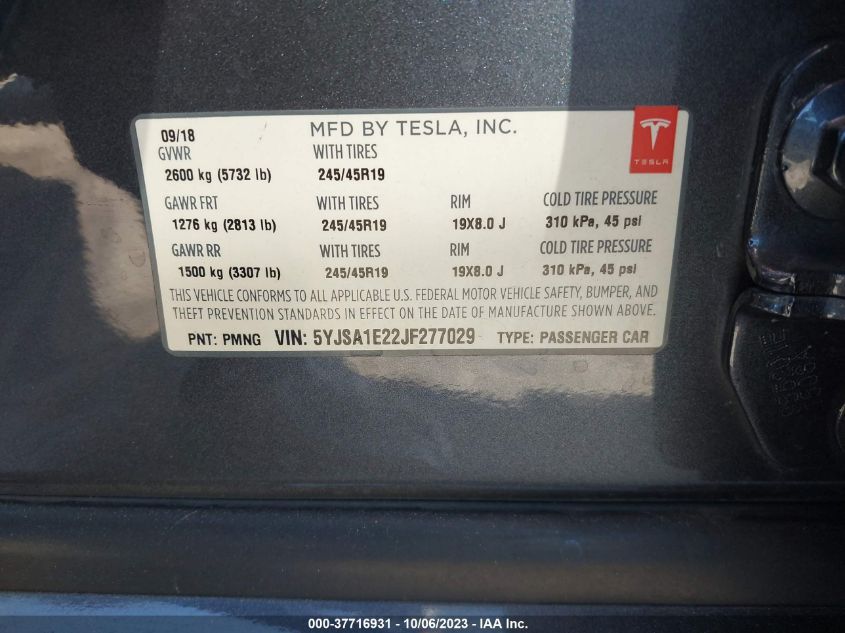 09/18 MFD BY TESLA, INC.
TESLA
GVWR WITH TIRES
2600 kg (5732 lb) 245/45R19
GAWR FRT WITH TIRES RIM COLD TIRE PRESSURE
1276 kg (2813 lb) 245/45R19 19X8.0 J 310 kPa, 45 psi
GAWR RR WITH TIRES RIM COLD TIRE PRESSURE
1500 kg (3307 lb) 245/45R19 19X8.0 J 310 kPa, 45 psi
THIS VEHICLE CONFORMS TO ALL APPLICABLE U.S. FEDERAL MOTOR VEHICLE SAFETY, BUMPER, AND
THEFT PREVENTION STANDARDS IN EFFECT ON THE DATE OF MANUFACTURE SHOWN ABOVE.
PNT: PMNG VIN: 5YJSA1E22JF277029 TYPE: PASSENGER CAR
000-37716931 - 10/06/2023 - IAA Inc.